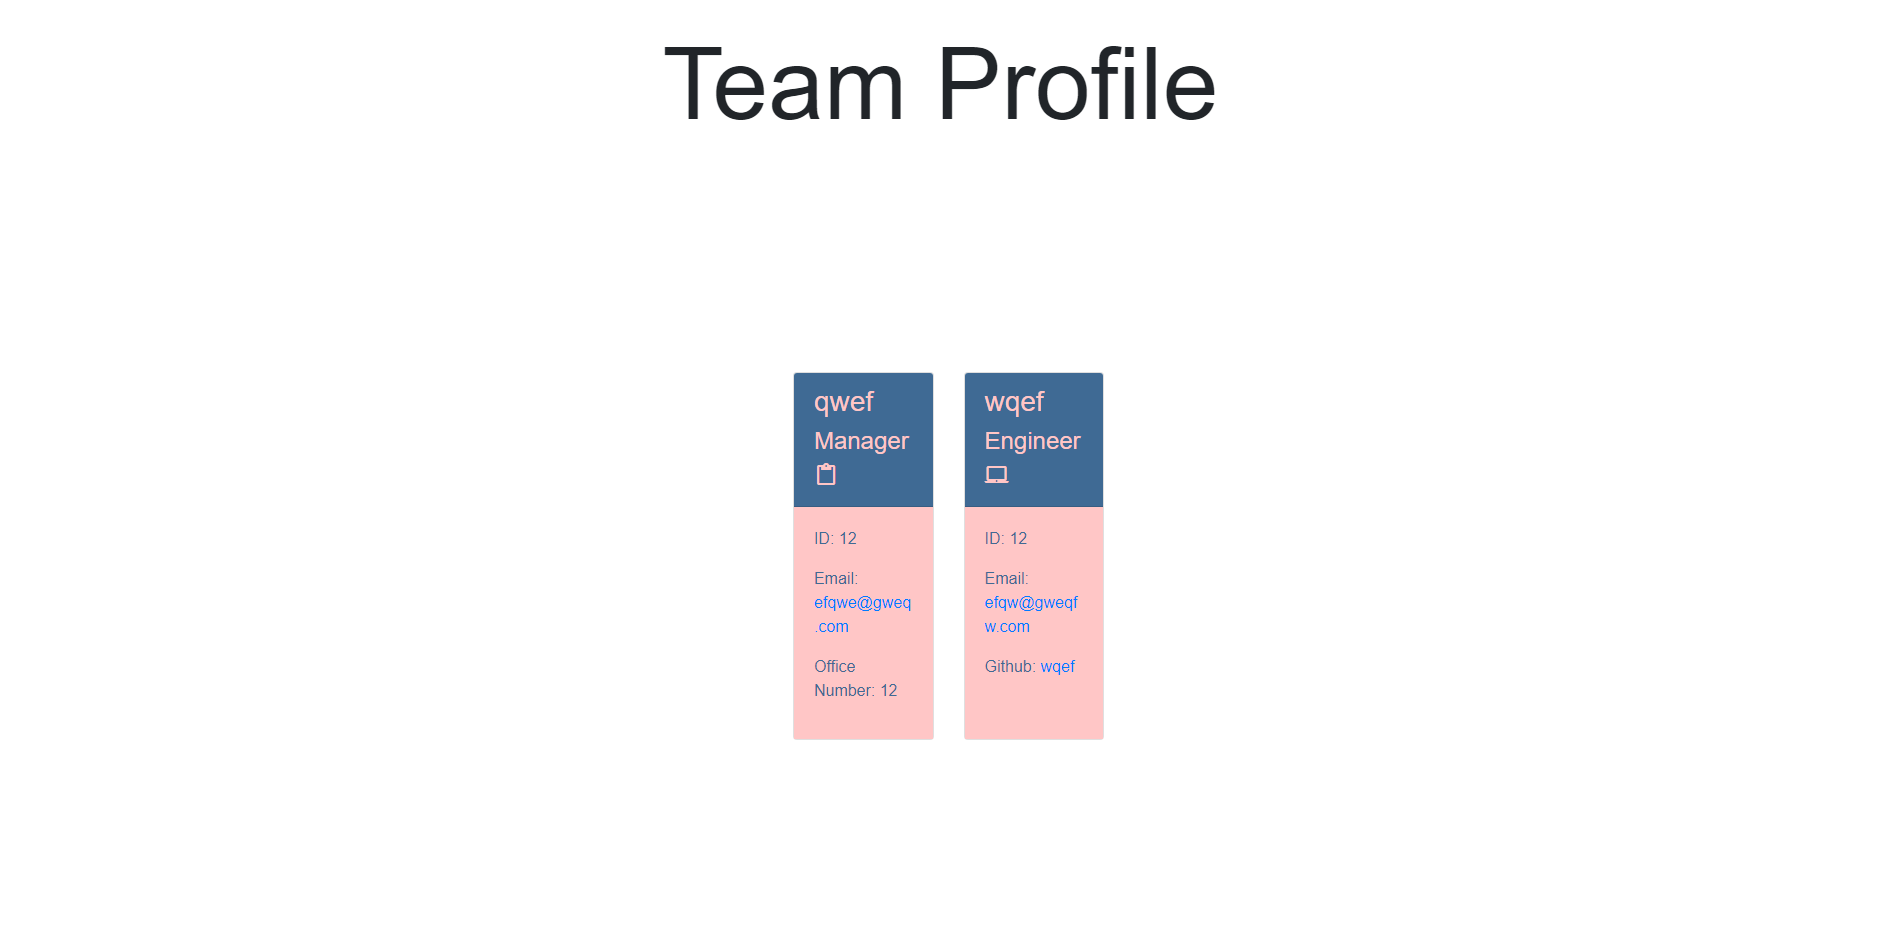 Team Profile
qwef
Manager
ID: 12
Email:
efqwe@gweq
.com
Office
Number: 12
wqef
Engineer
ID: 12
Email:
efqw@gweqf
w.com
Github: wqef